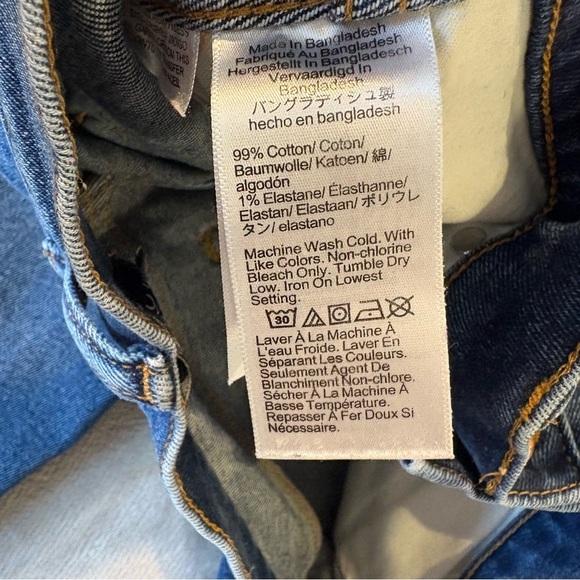 Made In Bangladesh
Fabriqué Au Bangladesh
Hergestellt In Bangladesch
Vervaardigd In
Bangladesh
バングラディシュ製
hecho en bangladesh
99% Cotton/ Coton/
Baumwolle/ Katoen/ 綿/
algodón
1% Elastane/ Élasthanne/
Elastan/ Elastaan/ ポリウレ
タン/ elastano
Machine Wash Cold. With
Like Colors. Non-chlorine
Bleach Only. Tumble Dry
Low. Iron On Lowest
Setting.
30
Laver À La Machine À
L'eau Froide. Laver En
Séparant Les Couleurs.
Seulement Agent De
Blanchiment Non-chlore.
Sécher À La Machine À
Basse Température.
Repasser À Fer Doux Si
Nécessaire.